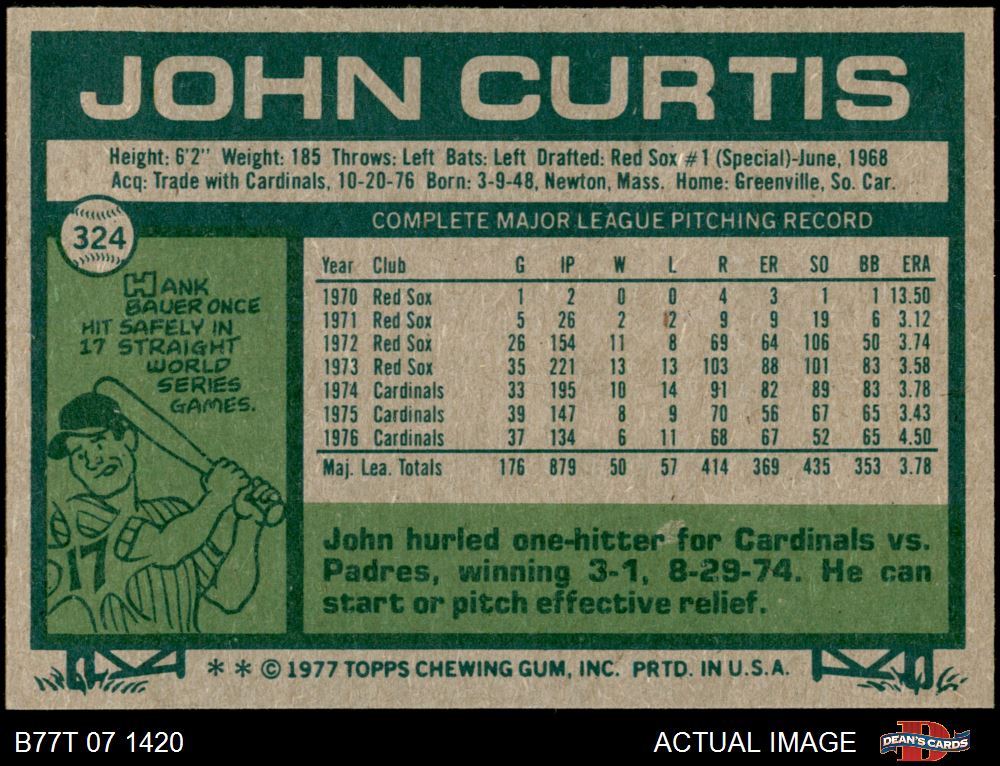 JOHN CURTIS
Height: 6'2" Weight: 185 Throws: Left Bats: Left Drafted: Red Sox #1 (Special)-June, 1968
Acq: Trade with Cardinals, 10-20-76 Born: 3-9-48, Newton, Mass. Home: Greenville, So. Car.
324
COMPLETE MAJOR LEAGUE PITCHING RECORD
HANK
BAUER ONCE
HIT SAFELY IN
17 STRAIGHT
WORLD
SERIES
GAMES.
17
Year Club G IP W L R ER SO BB ERA
1970 Red Sox 1 2 0 0 4 3 1 1 13.50
1971 Red Sox 5 26 2 2 9 9 19 6 3.12
1972 Red Sox 26 154 11 8 69 64 106 50 3.74
1973 Red Sox 35 221 13 13 103 88 101 83 3.58
1974 Cardinals 33 195 10 14 91 82 89 83 3.78
1975 Cardinals 39 147 8 9 70 56 67 65 3.43
1976 Cardinals 37 134 6 11 68 67 52 65 4.50
Maj. Lea. Totals 176 879 50 57 414 369 435 353 3.78
John hurled one-hitter for Cardinals vs.
Padres, winning 3-1, 8-29-74. He can
start or pitch effective relief.
* * © 1977 TOPPS CHEWING GUM, INC. PRTD. IN U.S.A.
B77T 07 1420
ACTUAL IMAGE
D
DEAN'S CARDS